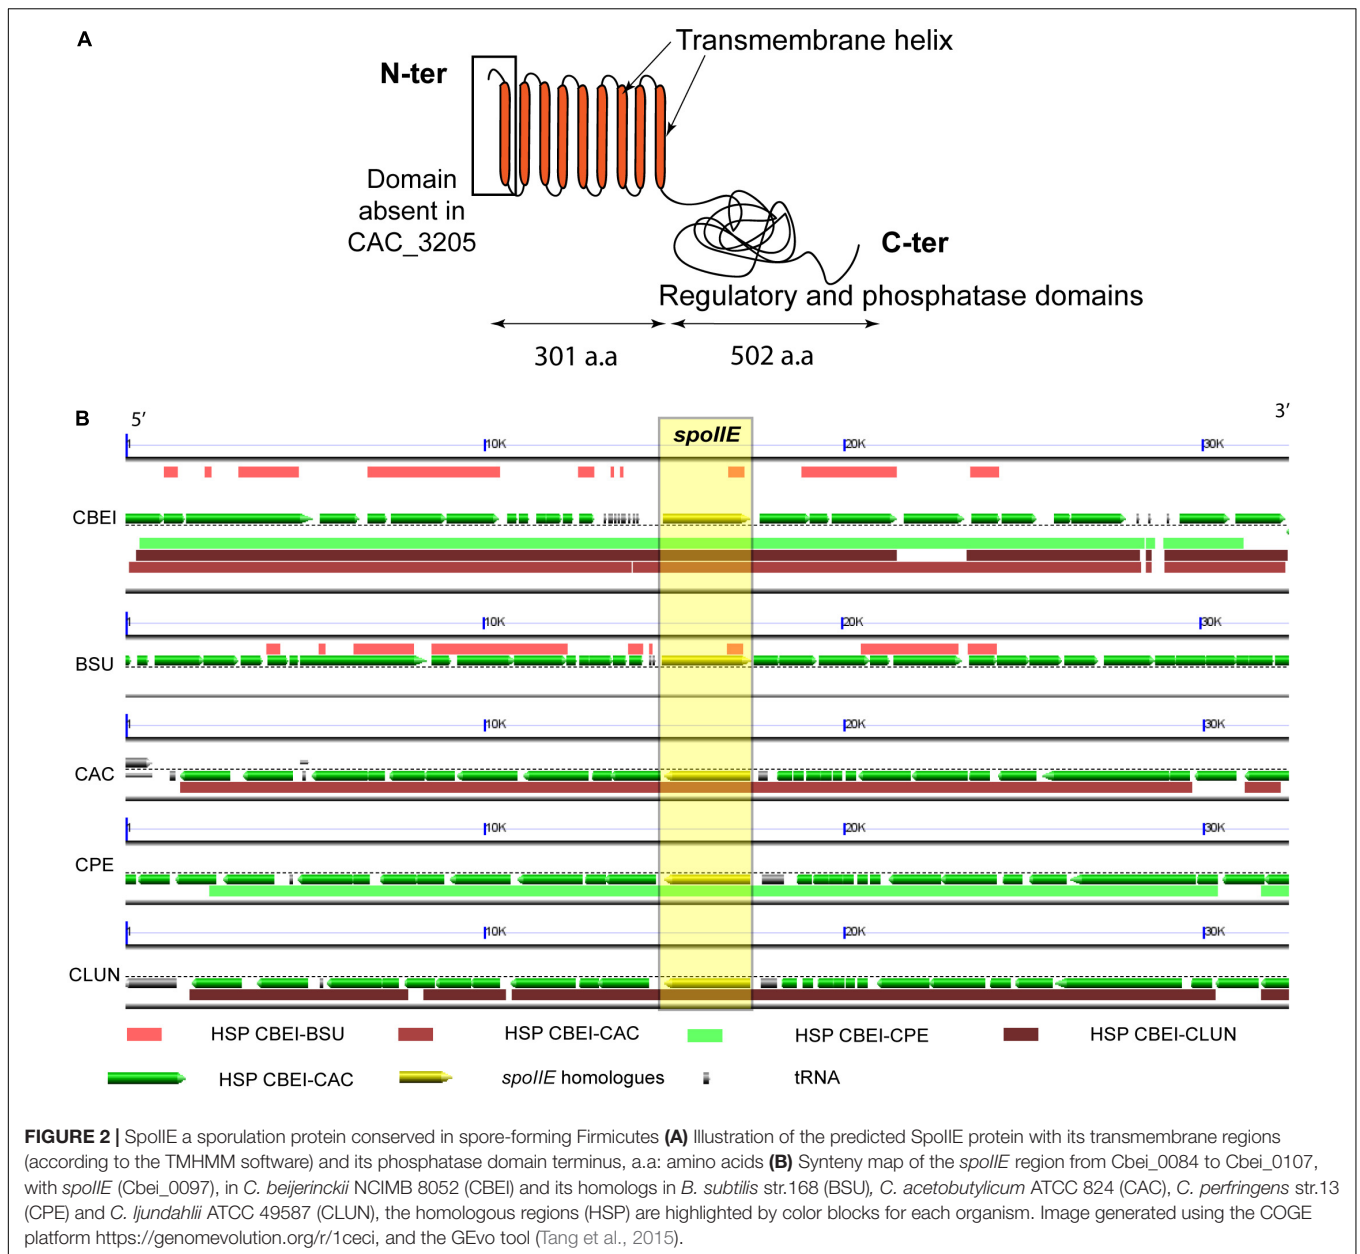 A
Transmembrane helix
N-ter
Domain
absent in
CAC_3205
C-ter
Regulatory and phosphatase domains
301 a.a
502 a.a
B
5′
3′
spoIIE
1
10K
20K
30K
CBEI
1
10K
20K
30K
BSU
1
10K
20K
30K
CAC
1
10K
20K
30K
CPE
1
10K
20K
30K
CLUN
HSP CBEI-BSU
HSP CBEI-CAC
HSP CBEI-CPE
HSP CBEI-CLUN
HSP CBEI-CAC
spoIIE homologues
tRNA
FIGURE 2 | SpoIIE a sporulation protein conserved in spore-forming Firmicutes (A) Illustration of the predicted SpoIIE protein with its transmembrane regions
(according to the TMHMM software) and its phosphatase domain terminus, a.a: amino acids (B) Synteny map of the spoIIE region from Cbei_0084 to Cbei_0107,
with spoIIE (Cbei_0097), in C. beijerinckii NCIMB 8052 (CBEI) and its homologs in B. subtilis str.168 (BSU), C. acetobutylicum ATCC 824 (CAC), C. perfringens str.13
(CPE) and C. ljundahlii ATCC 49587 (CLUN), the homologous regions (HSP) are highlighted by color blocks for each organism. Image generated using the COGE
platform https://genomevolution.org/r/1ceci, and the GEvo tool (Tang et al., 2015).